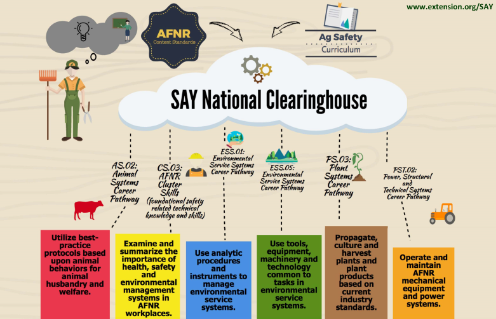 www.extension.org/SAY
AFNR
Content Standards
Ag Safety
Curriculum
SAY National Clearinghouse
AS.02:
Animal
Systems
Career
Pathway
CS.03:
AFNR
Cluster
Skills
(foundational safety
related technical
knowledge and skills)
ESS.01:
Environmental
Service Systems
Career Pathway
ESS.05:
Environmental
Service Systems
Career Pathway
PS.03:
Plant
Systems
Career
Pathway
PST.02:
Power, Structural
and
Technical Systems
Career Pathway
Utilize best-
practice
protocols based
upon animal
behaviors for
animal
husbandry and
welfare.
Examine and
summarize the
importance of
health, safety
and
environmental
management
systems in
AFNR
workplaces.
Use analytic
procedures
and
instruments to
manage
environmental
service
systems.
Use tools,
equipment,
machinery and
technology
common to
tasks in
environmental
service systems.
Propagate,
culture and
harvest
plants and
plant
products
based on
current
industry
standards.
Operate and
maintain
AFNR
mechanical
equipment
and power
systems.